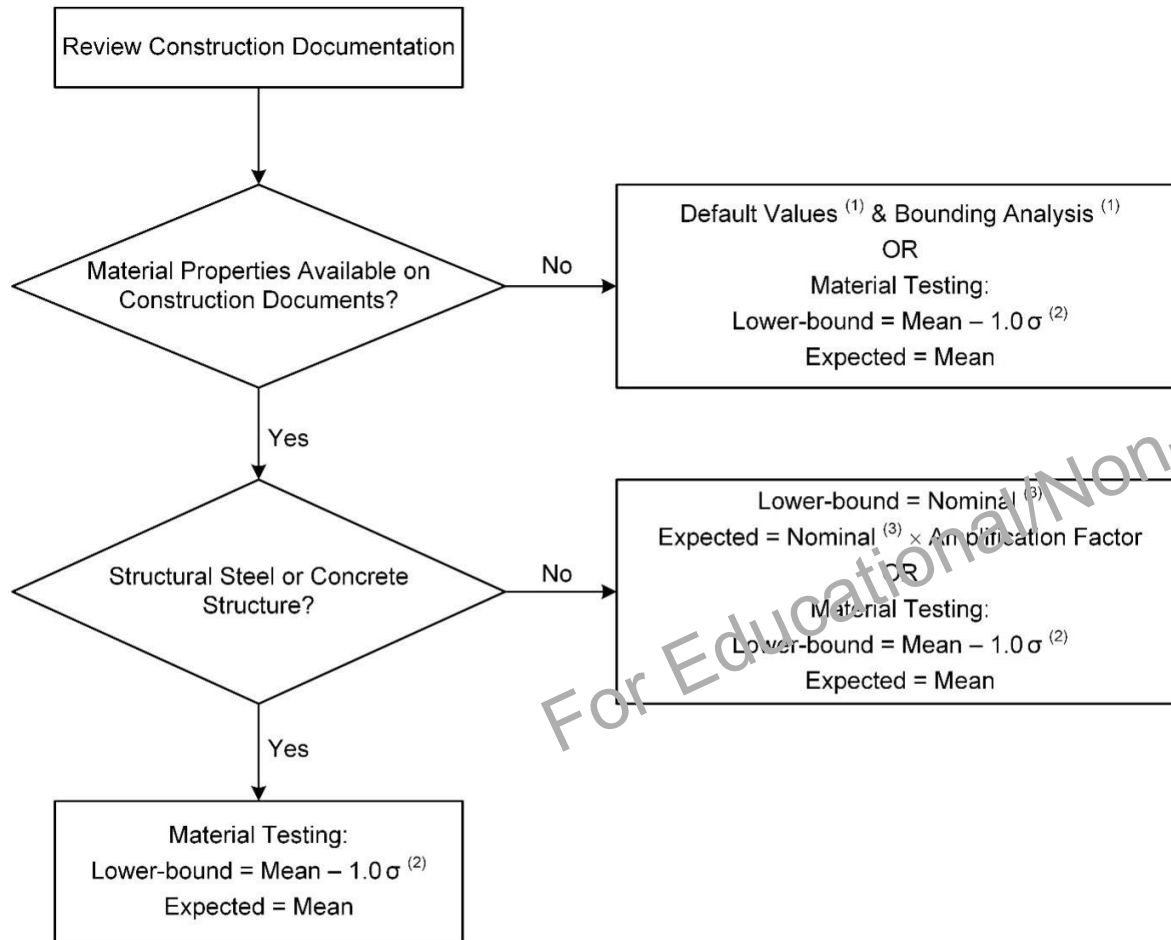 Review Construction Documentation
Material Properties Available on
Construction Documents?
No
Default Values (1) & Bounding Analysis (1)
OR
Material Testing:
Lower-bound = Mean – 1.0 σ (2)
Expected = Mean
Yes
Structural Steel or Concrete
Structure?
No
Lower-bound = Nominal (3)
Expected = Nominal (3) × Amplification Factor
OR
Material Testing:
Lower-bound = Mean – 1.0 σ (2)
Expected = Mean
Yes
Material Testing:
Lower-bound = Mean – 1.0 σ (2)
Expected = Mean
For Educational/Non-